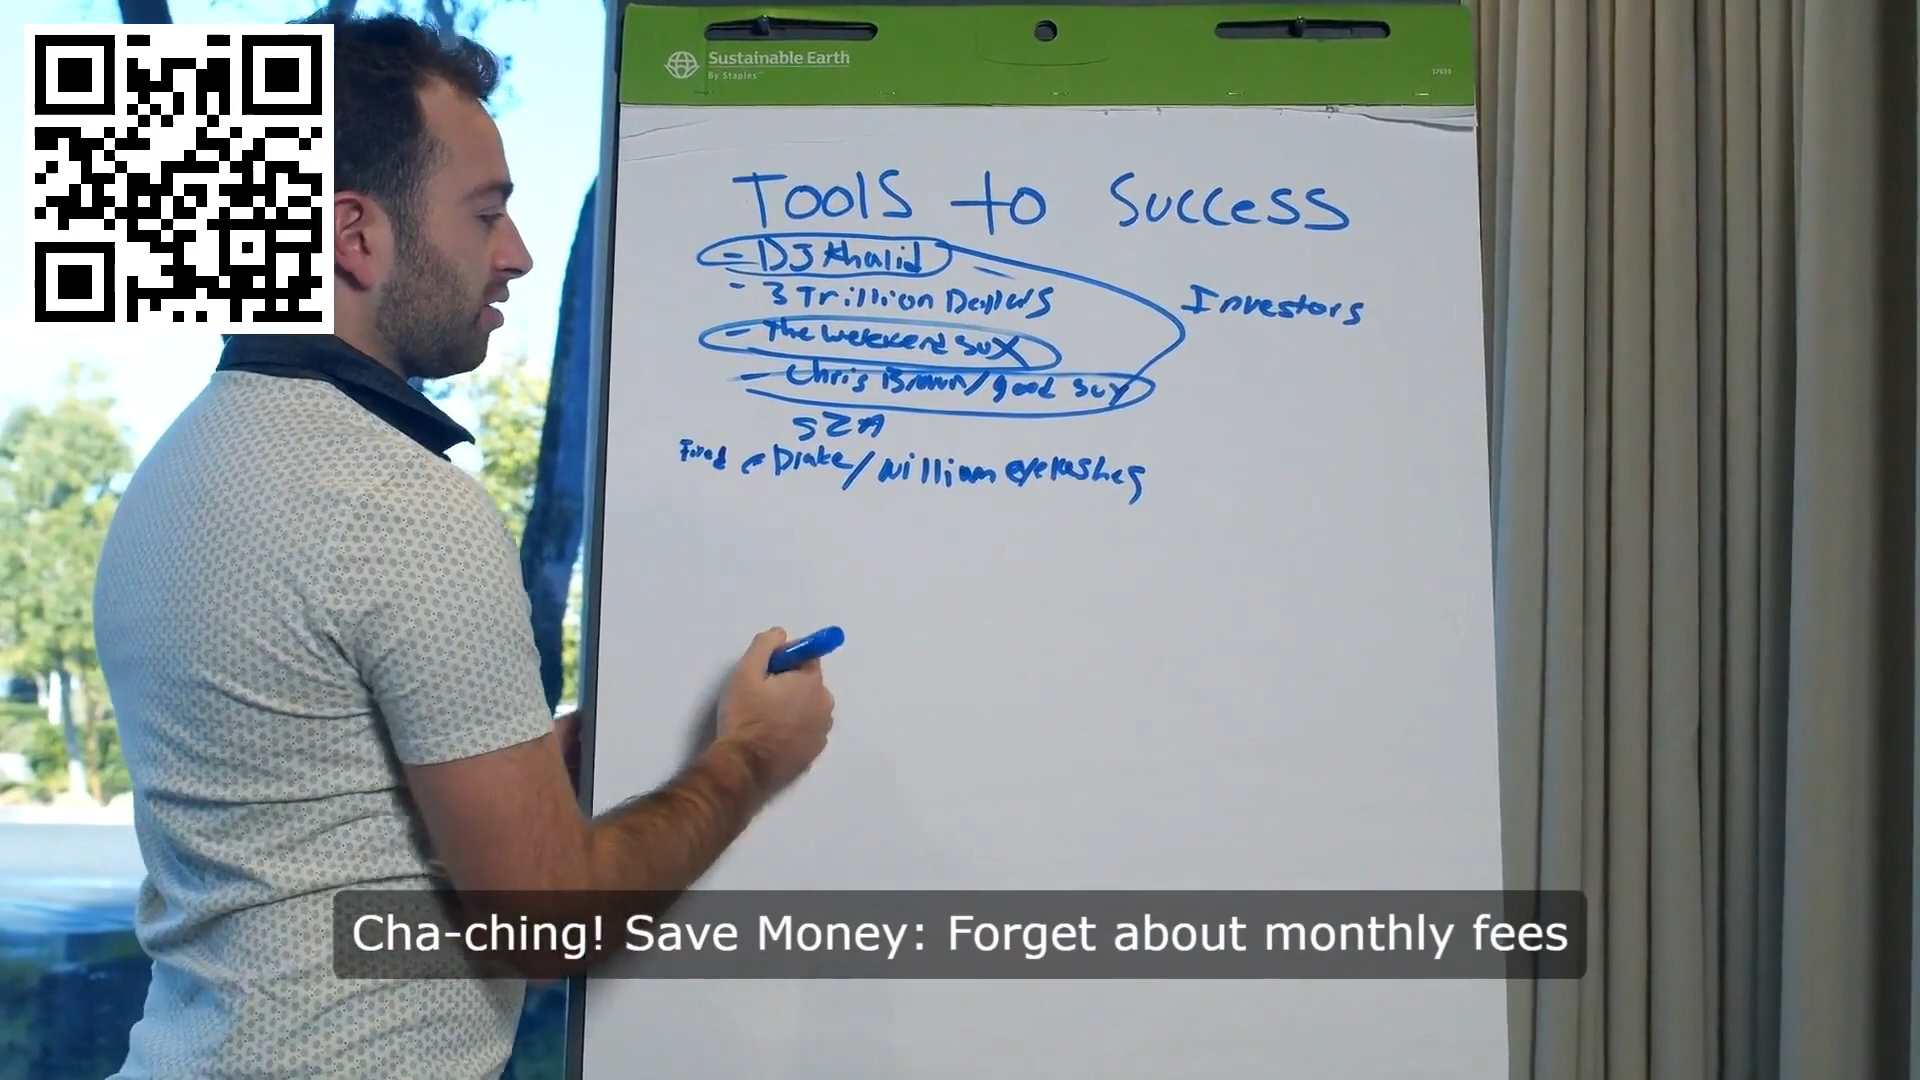 Sustainable Earth
By Staples
17939
TOOLS to SUCCESS
- DJ Khalid
- 3 Trillion Dollars
Investors
- The weekend sux
- Chris Brown/good guy
SZA
Fired - Drake/ william eyelashes
Cha-ching! Save Money: Forget about monthly fees